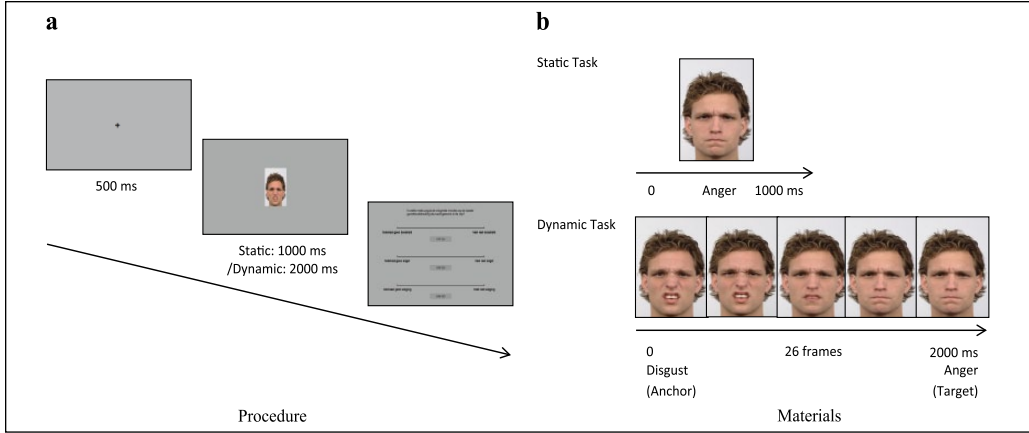 a
500 ms
Static: 1000 ms
/Dynamic: 2000 ms
Procedure
b
Static Task
0 Anger 1000 ms
Dynamic Task
0 26 frames 2000 ms
Disgust Anger
(Anchor) (Target)
Materials